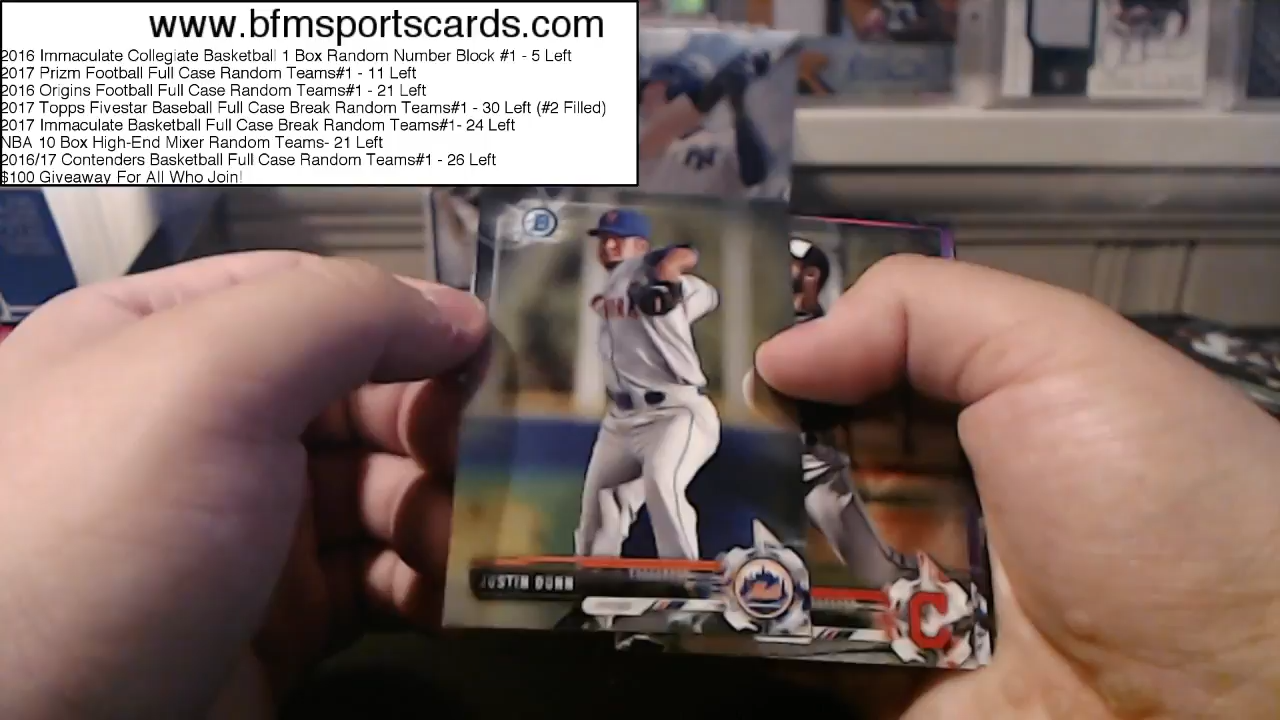 www.bfmsportscards.com
2016 Immaculate Collegiate Basketball 1 Box Random Number Block #1 - 5 Left
2017 Prizm Football Full Case Random Teams#1 - 11 Left
2016 Origins Football Full Case Random Teams#1 - 21 Left
2017 Topps Fivestar Baseball Full Case Break Random Teams#1 - 30 Left (#2 Filled)
2017 Immaculate Basketball Full Case Break Random Teams#1- 24 Left
NBA 10 Box High-End Mixer Random Teams- 21 Left
2016/17 Contenders Basketball Full Case Random Teams#1 - 26 Left
$100 Giveaway For All Who Join!
B
JUSTIN DUNN
C